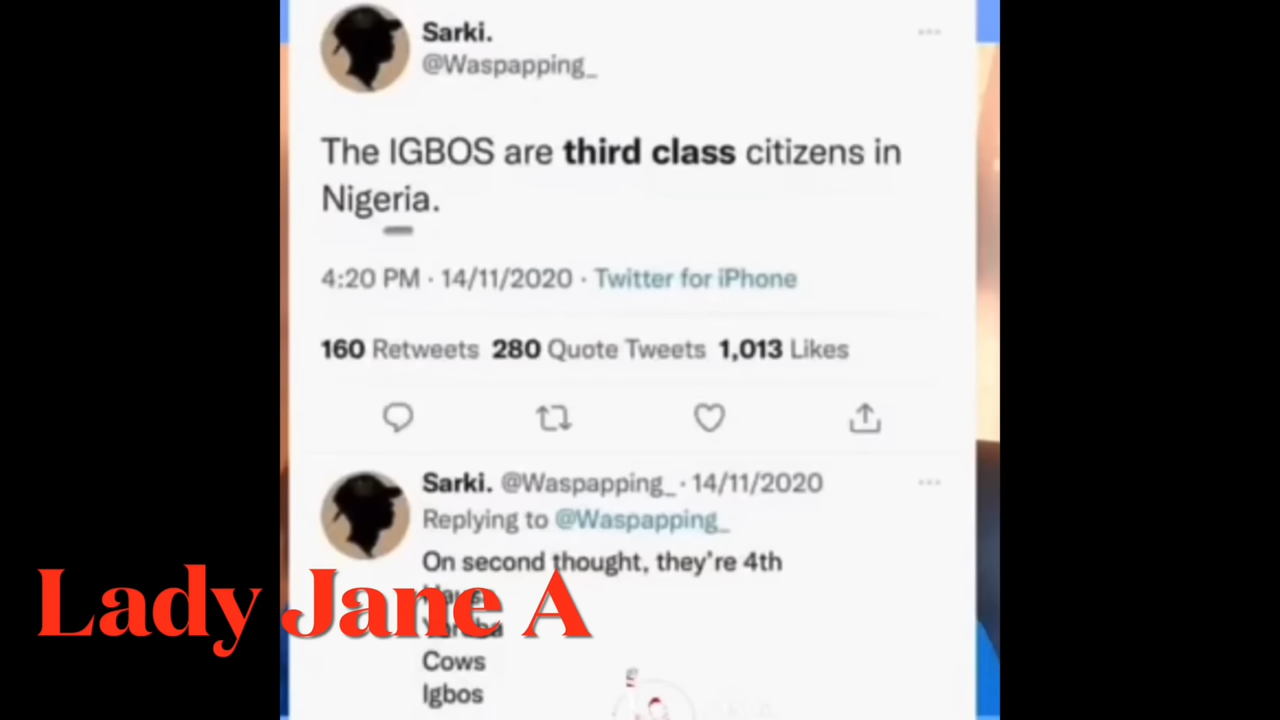 Sarki.
@Waspapping_
The IGBOS are third class citizens in
Nigeria.
4:20 PM · 14/11/2020 · Twitter for iPhone
160 Retweets 280 Quote Tweets 1,013 Likes
Sarki. @Waspapping_ · 14/11/2020
Replying to @Waspapping_
On second thought, they're 4th
Hausa
Yoruba
Cows
Igbos
Lady Jane A